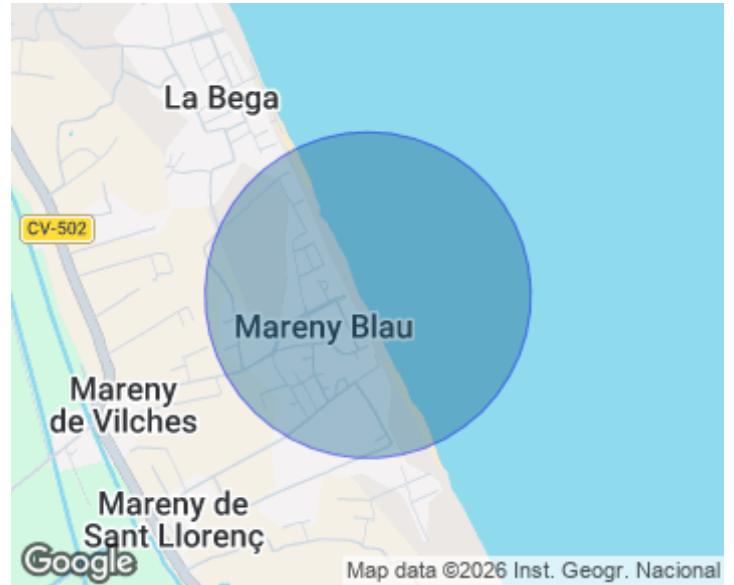 La Bega
CV-502
Mareny Blau
Mareny
de Vilches
Mareny de
Sant Llorenç
Google
Map data ©2026 Inst. Geogr. Nacional